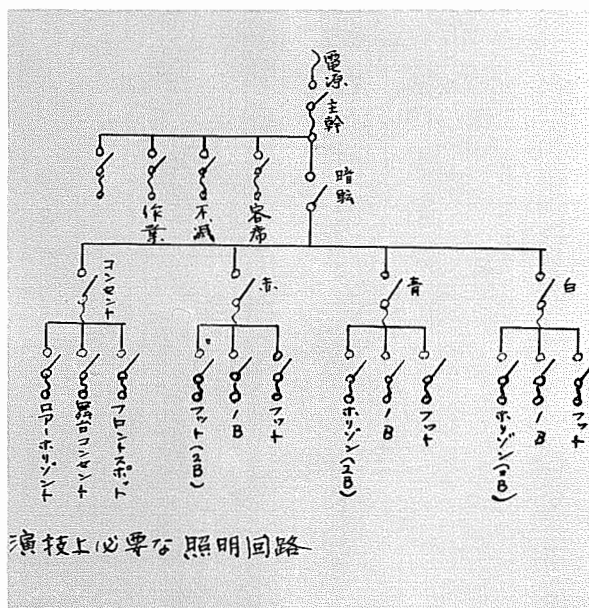 電源
主幹
作業
不滅
客席
暗転
コンセント
赤
青
白
ロアーホリゾント
舞台コンセント
フロントスポット
フット(2B)
1B
フット
ホリゾン(2B)
1B
フット
ホリゾン(2B)
1B
フット
演技上必要な照明回路